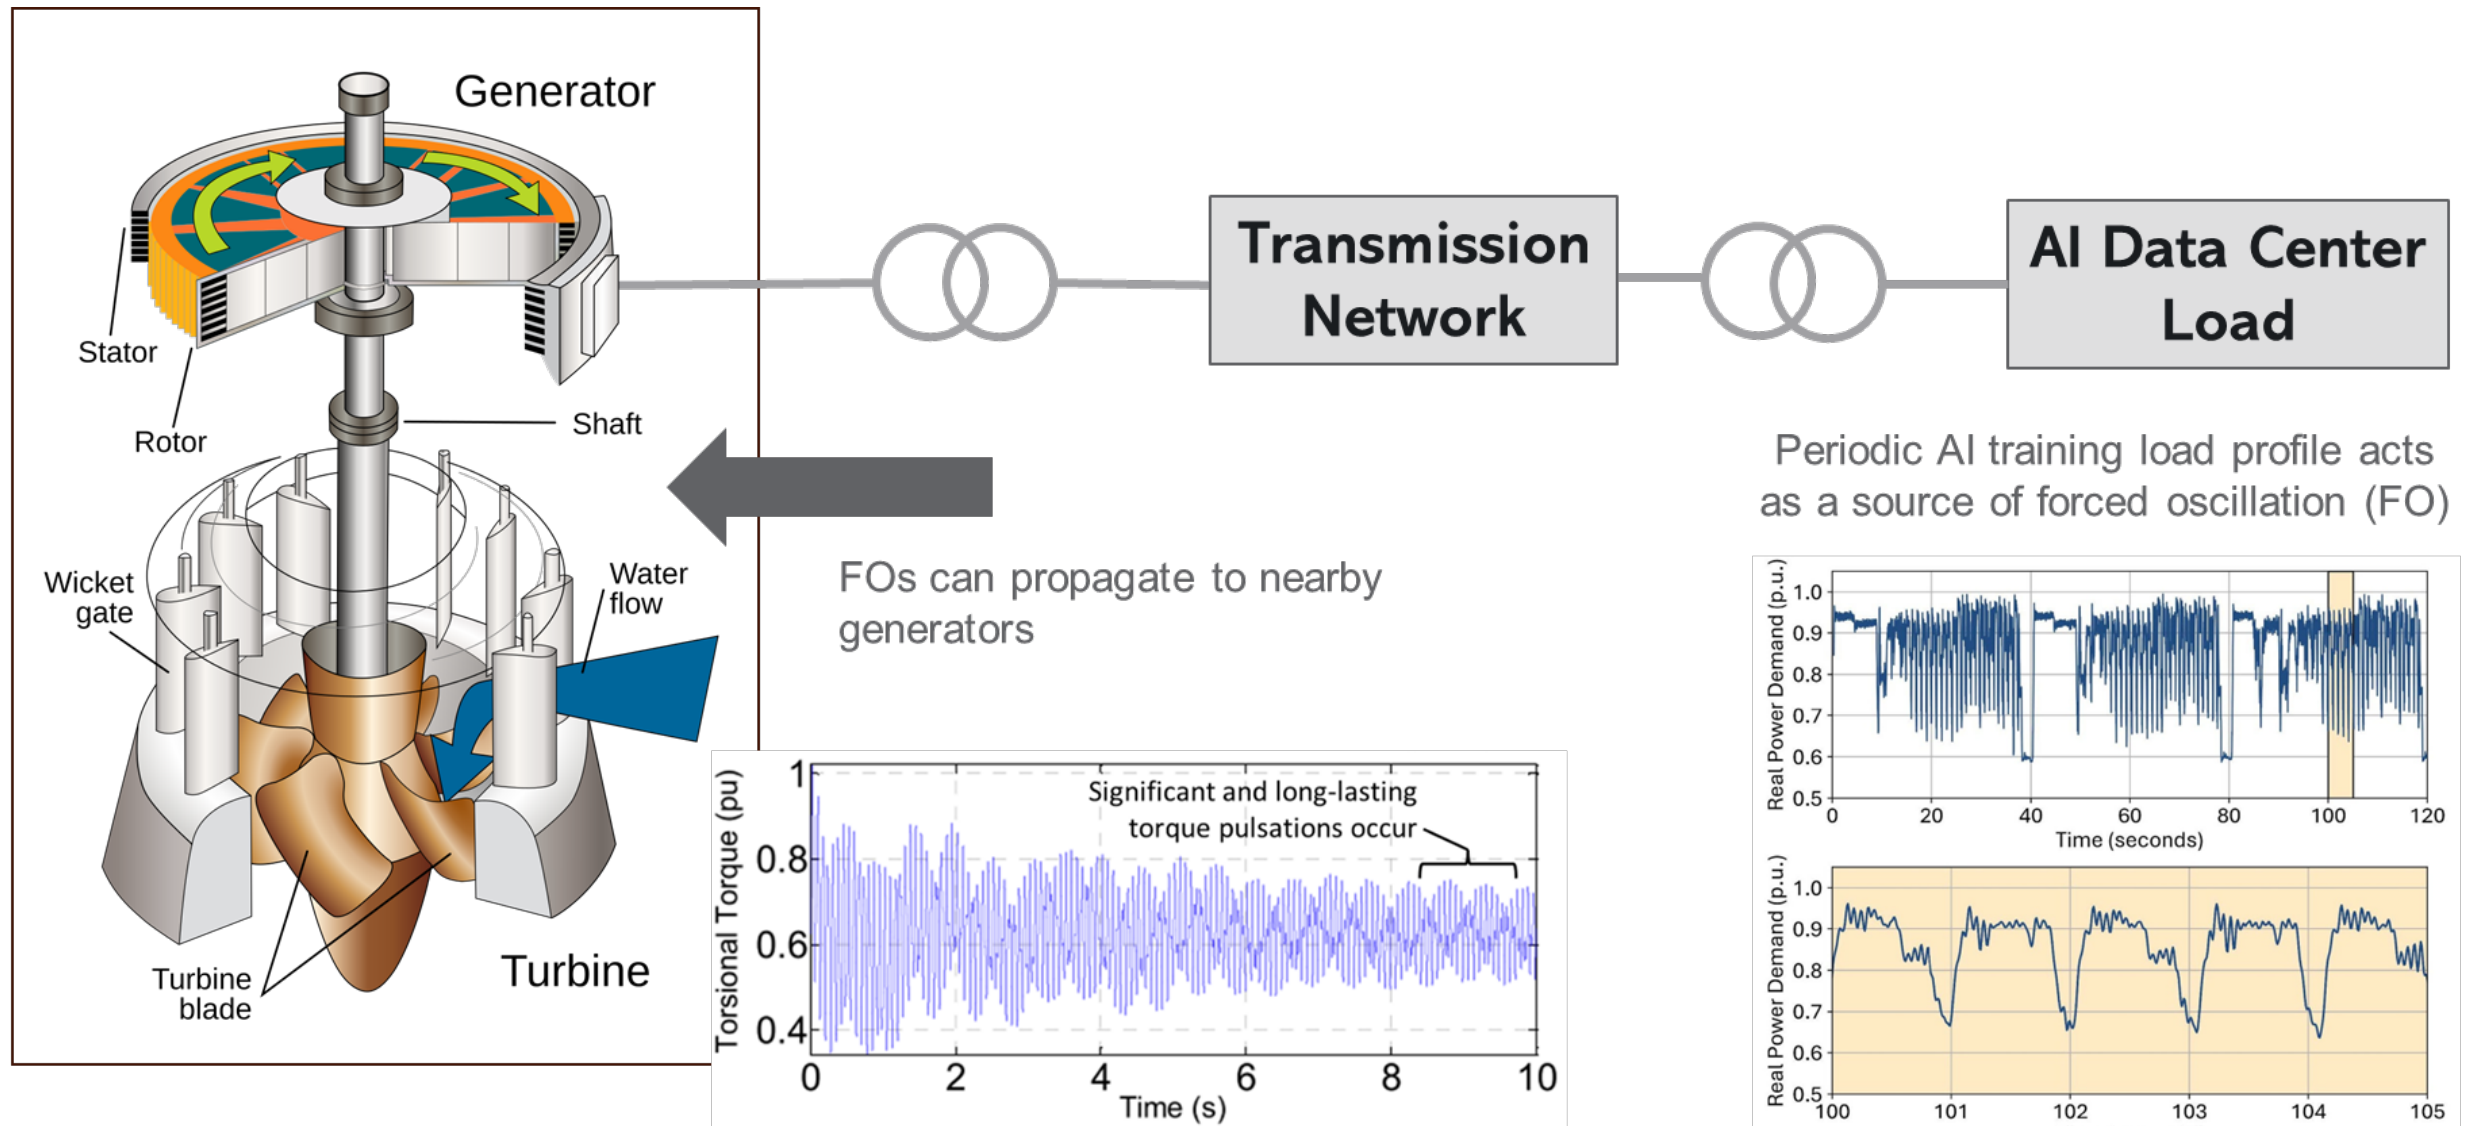 Generator
Stator
Rotor
Shaft
Wicket
gate
Water
flow
Turbine
blade
Turbine
Transmission
Network
AI Data Center
Load
FOs can propagate to nearby
generators
Periodic AI training load profile acts
as a source of forced oscillation (FO)
Torsional Torque (pu)
1
0.8
0.6
0.4
Significant and long-lasting
torque pulsations occur
0 2 4 6 8 10
Time (s)
Real Power Demand (p.u.)
1.0
0.9
0.8
0.7
0.6
0.5
0 20 40 60 80 100 120
Time (seconds)
Real Power Demand (p.u.)
1.0
0.9
0.8
0.7
0.6
0.5
100 101 102 103 104 105